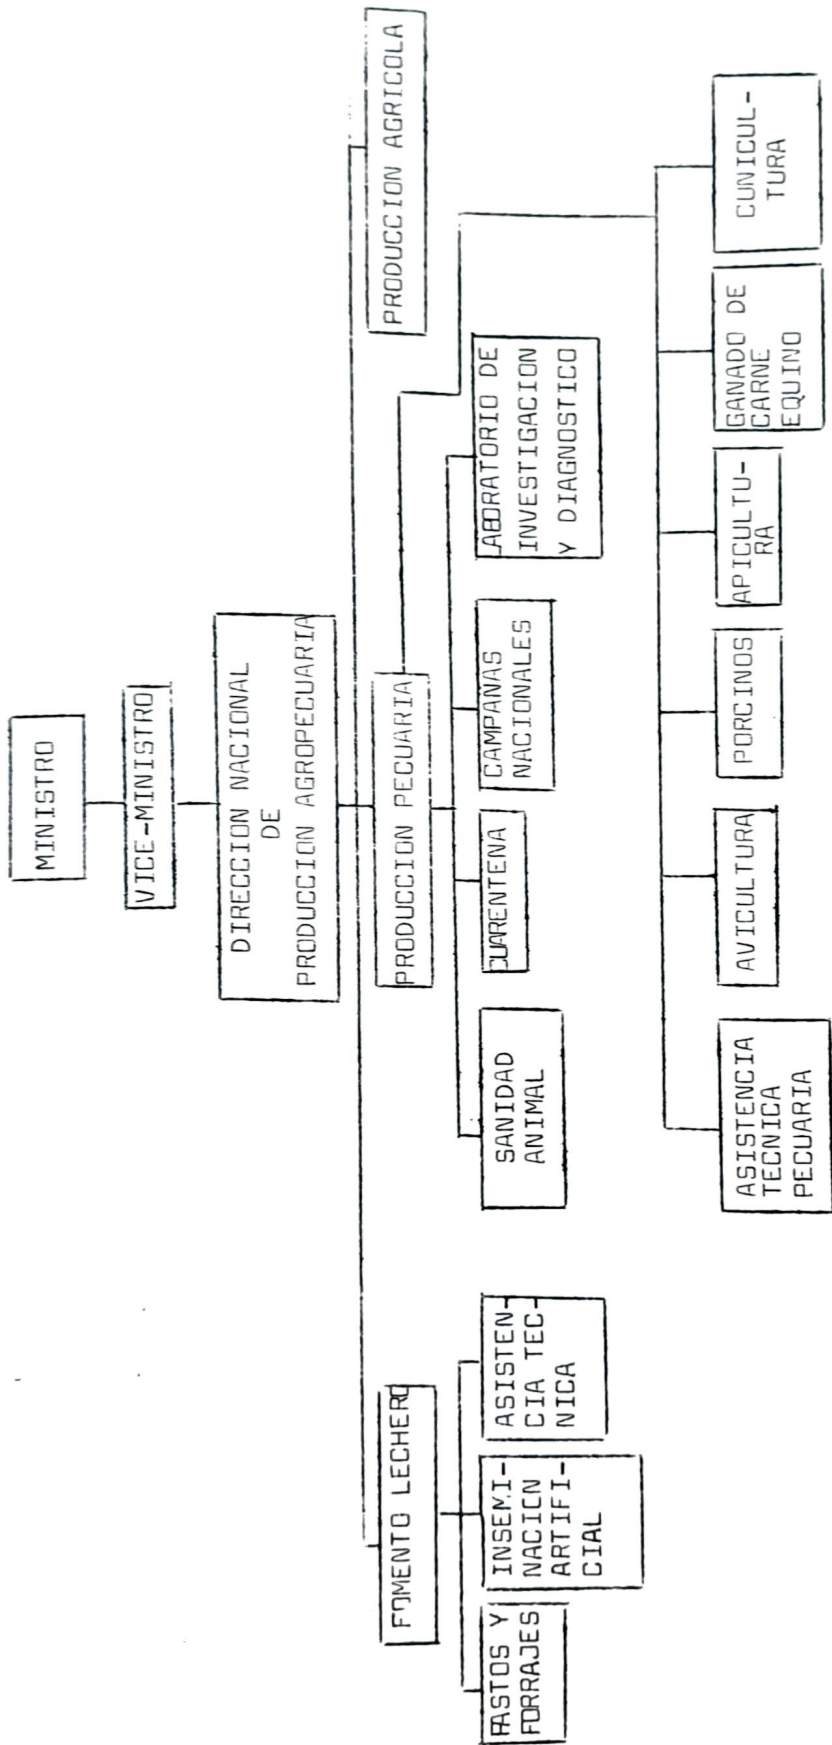 MINISTRO
VICE-MINISTRO
DIRECCION NACIONAL
DE
PRODUCCION AGROPECUARIA
FOMENTO LECHERO
PRODUCCION PECUARIA
PRODUCCION AGRICOLA
PASTOS Y
FORRAJES
INSEMI-
NACION
ARTIFI-
CIAL
ASISTEN-
CIA TEC-
NICA
SANIDAD
ANIMAL
CUARENTENA
CAMPANAS
NACIONALES
LABORATORIO DE
INVESTIGACION
Y DIAGNOSTICO
ASISTENCIA
TECNICA
PECUARIA
AVICULTURA
PORCINOS
APICULTU-
RA
GANADO DE
CARNE
EQUINO
CUNICUL-
TURA